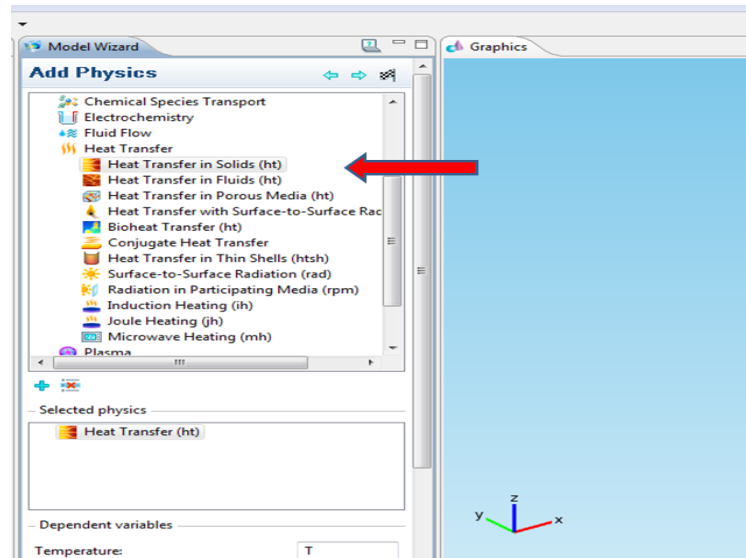 Model Wizard
Graphics
Add Physics
Chemical Species Transport
Electrochemistry
Fluid Flow
Heat Transfer
Heat Transfer in Solids (ht)
Heat Transfer in Fluids (ht)
Heat Transfer in Porous Media (ht)
Heat Transfer with Surface-to-Surface Rad
Bioheat Transfer (ht)
Conjugate Heat Transfer
Heat Transfer in Thin Shells (htsh)
Surface-to-Surface Radiation (rad)
Radiation in Participating Media (rpm)
Induction Heating (ih)
Joule Heating (jh)
Microwave Heating (mh)
Plasma
Selected physics
Heat Transfer (ht)
Dependent variables
Temperature: T
z
y
x